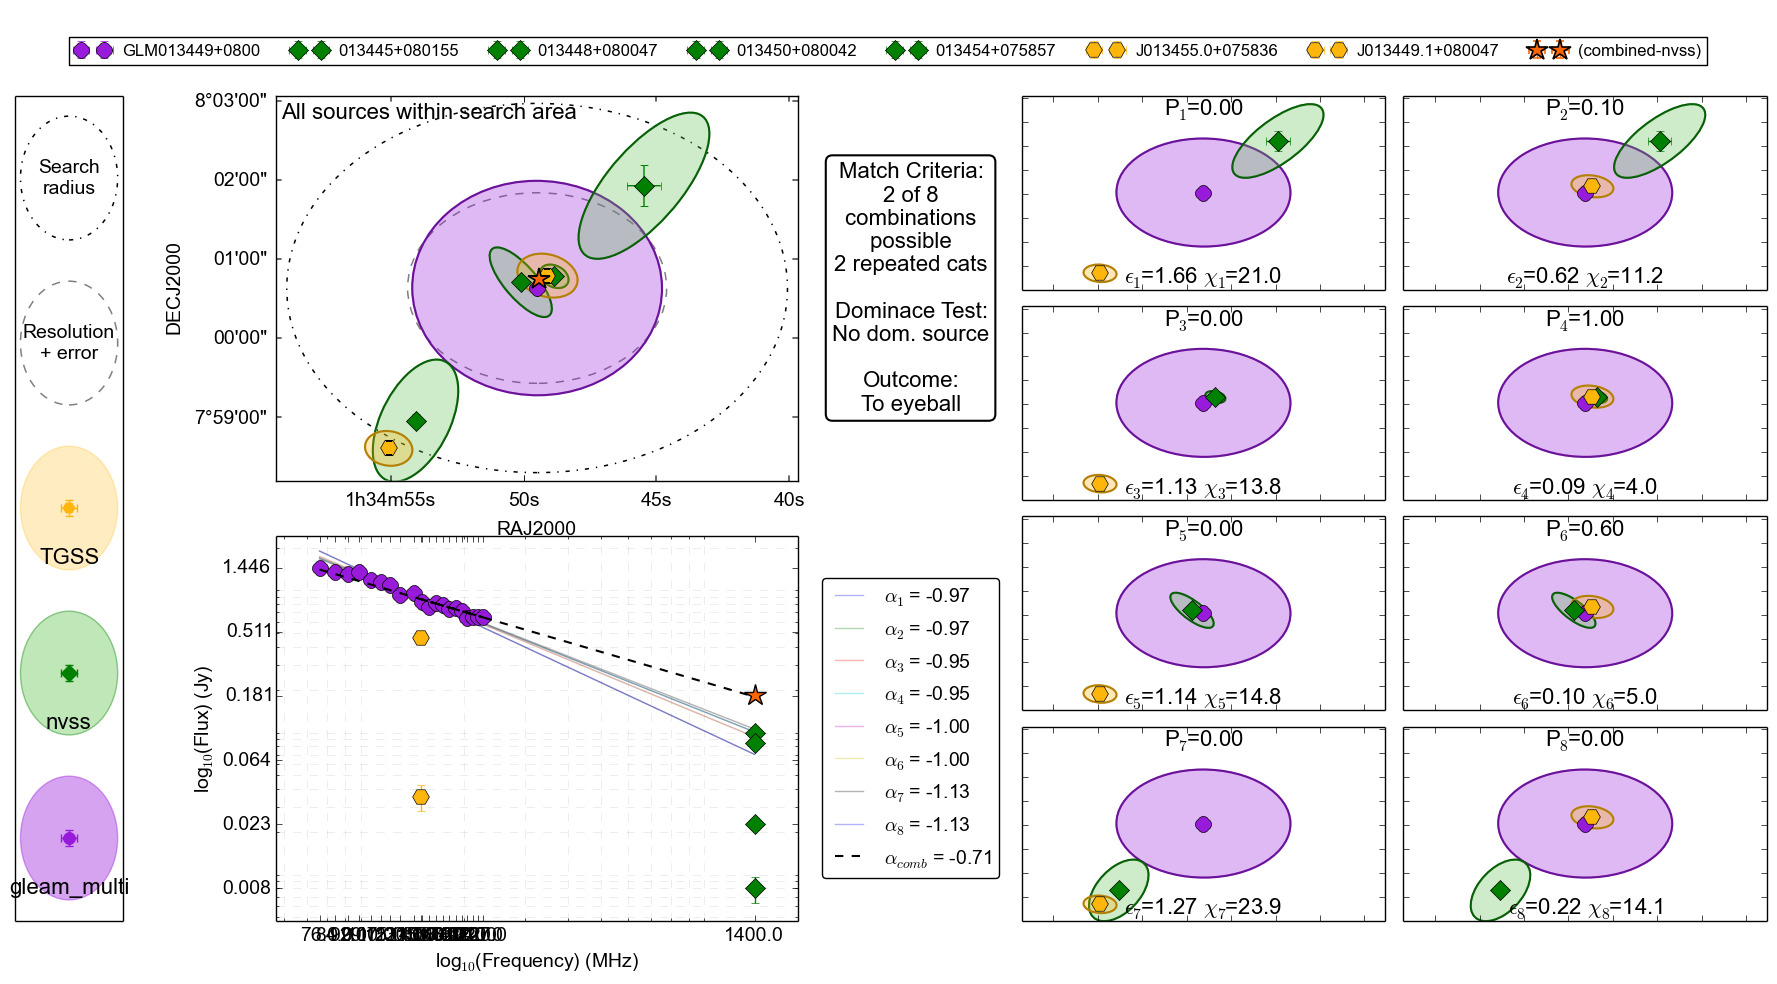 GLM013449+0800 013445+080155 013448+080047 013450+080042 013454+075857 J013455.0+075836 J013449.1+080047 (combined-nvss)
Search
radius
Resolution
+ error
TGSS
nvss
gleam_multi
All sources within search area
8°03'00"
02'00"
01'00"
00'00"
7°59'00"
DECJ2000
1h34m55s 50s 45s 40s
RAJ2000
Match Criteria:
2 of 8
combinations
possible
2 repeated cats
Dominace Test:
No dom. source
Outcome:
To eyeball
1.446
0.511
0.181
0.064
0.023
0.008
log₁₀(Flux) (Jy)
1400.0
log₁₀(Frequency) (MHz)
α₁ = -0.97
α₂ = -0.97
α₃ = -0.95
α₄ = -0.95
α₅ = -1.00
α₆ = -1.00
α₇ = -1.13
α₈ = -1.13
α_comb = -0.71
P₁=0.00
ϵ₁=1.66 χ₁=21.0
P₂=0.10
ϵ₂=0.62 χ₂=11.2
P₃=0.00
ϵ₃=1.13 χ₃=13.8
P₄=1.00
ϵ₄=0.09 χ₄=4.0
P₅=0.00
ϵ₅=1.14 χ₅=14.8
P₆=0.60
ϵ₆=0.10 χ₆=5.0
P₇=0.00
ϵ₇=1.27 χ₇=23.9
P₈=0.00
ϵ₈=0.22 χ₈=14.1